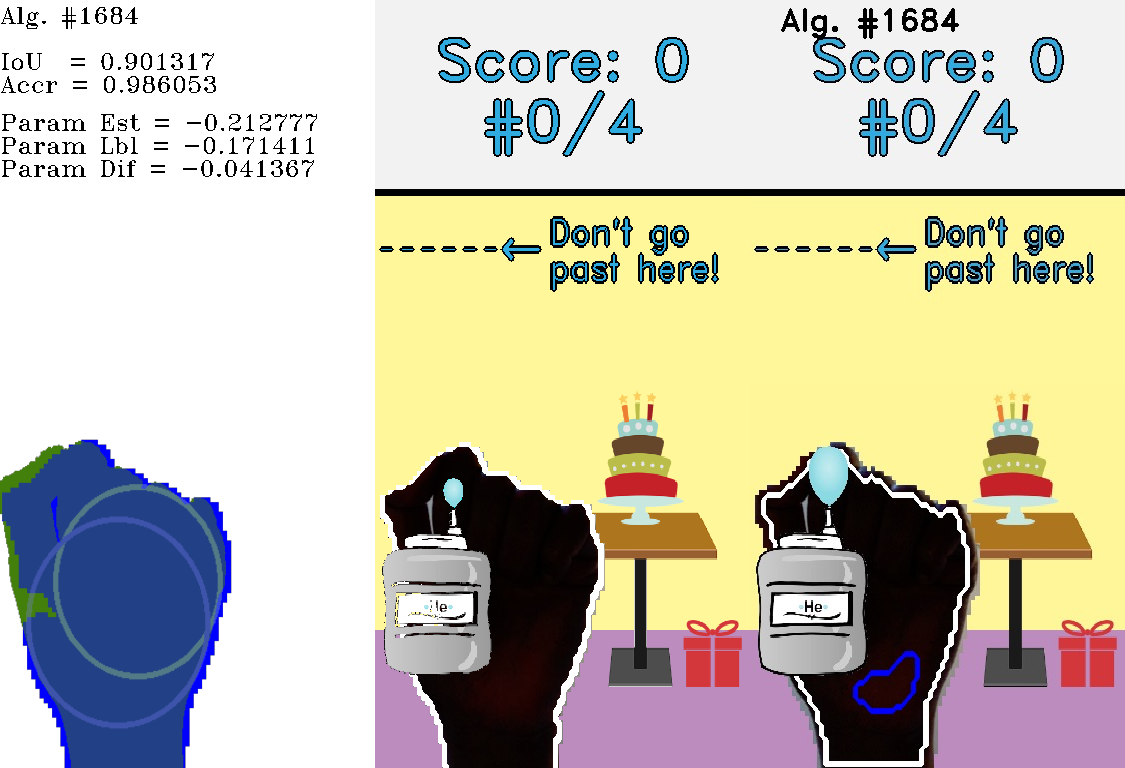 Alg. #1684
IoU = 0.901317
Accr = 0.986053
Param Est = -0.212777
Param Lbl = -0.171411
Param Dif = -0.041367
Score: 0
#0/4
Don't go
past here!
He
Alg. #1684
Score: 0
#0/4
Don't go
past here!
He